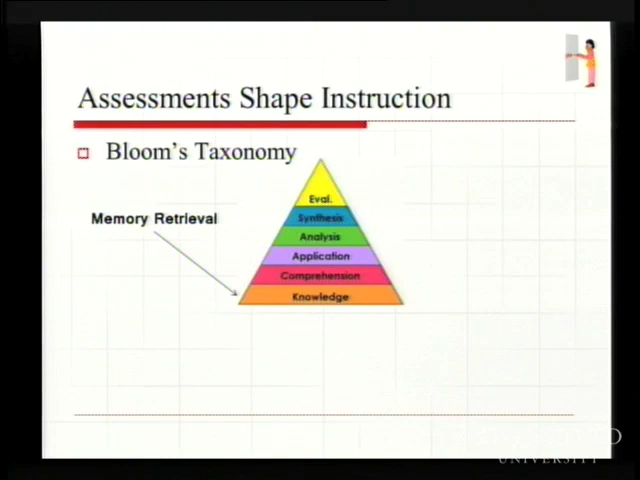 Assessments Shape Instruction
Bloom's Taxonomy
Eval.
Memory Retrieval
Synthesis
Analysis
Application
Comprehension
Knowledge
UNIVERSITY